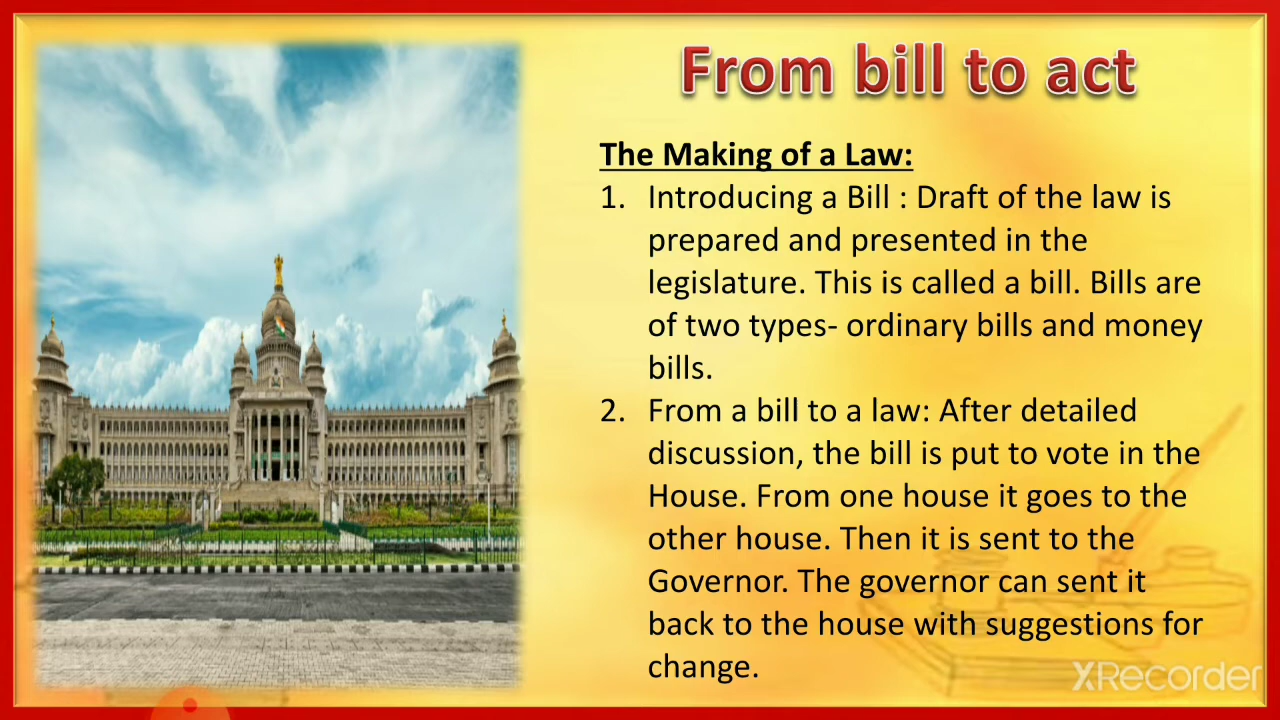 From bill to act
The Making of a Law:
1. Introducing a Bill : Draft of the law is
prepared and presented in the
legislature. This is called a bill. Bills are
of two types- ordinary bills and money
bills.
2. From a bill to a law: After detailed
discussion, the bill is put to vote in the
House. From one house it goes to the
other house. Then it is sent to the
Governor. The governor can sent it
back to the house with suggestions for
change.
XRecorder